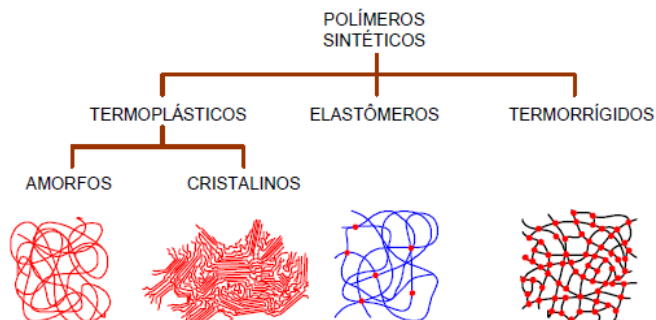 POLÍMEROS
SINTÉTICOS
TERMOPLÁSTICOS
ELASTÔMEROS
TERMORRÍGIDOS
AMORFOS
CRISTALINOS